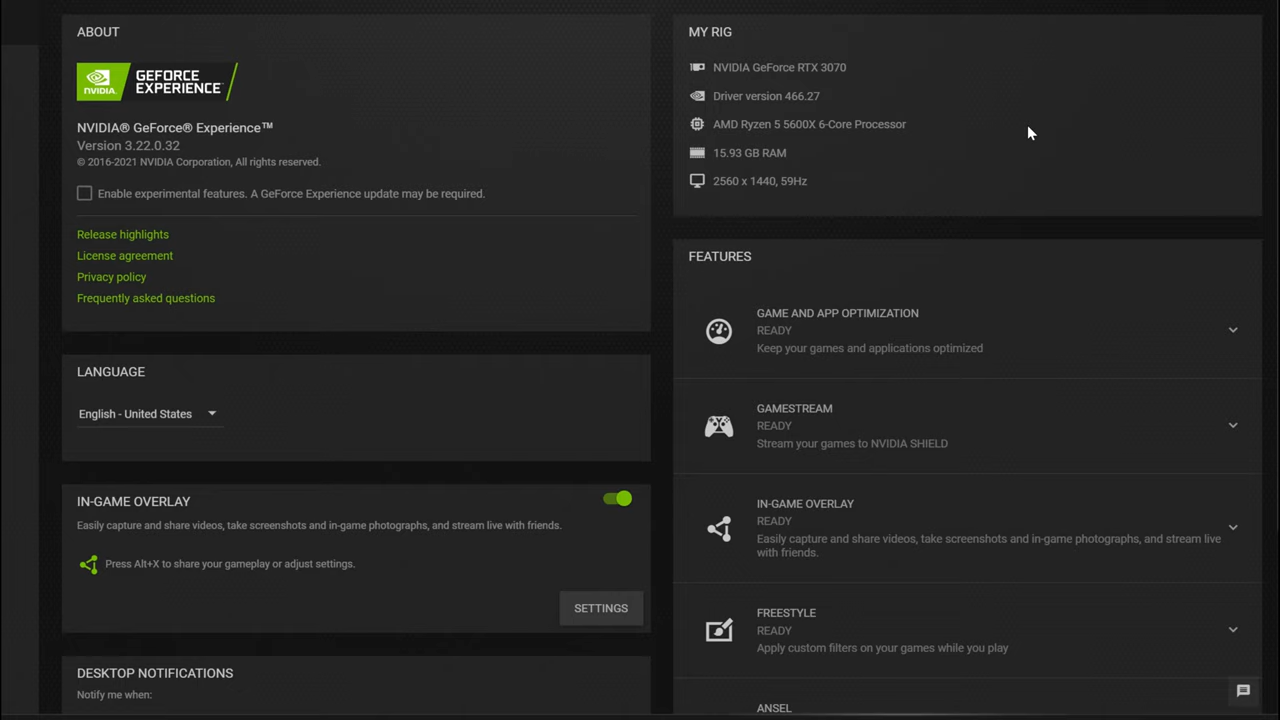 ABOUT
NVIDIA
GEFORCE
EXPERIENCE
NVIDIA® GeForce® Experience™
Version 3.22.0.32
© 2016-2021 NVIDIA Corporation, All rights reserved.
Enable experimental features. A GeForce Experience update may be required.
Release highlights
License agreement
Privacy policy
Frequently asked questions
LANGUAGE
English - United States
IN-GAME OVERLAY
Easily capture and share videos, take screenshots and in-game photographs, and stream live with friends.
Press Alt+X to share your gameplay or adjust settings.
SETTINGS
DESKTOP NOTIFICATIONS
Notify me when:
MY RIG
NVIDIA GeForce RTX 3070
Driver version 466.27
AMD Ryzen 5 5600X 6-Core Processor
15.93 GB RAM
2560 x 1440, 59Hz
FEATURES
GAME AND APP OPTIMIZATION
READY
Keep your games and applications optimized
GAMESTREAM
READY
Stream your games to NVIDIA SHIELD
IN-GAME OVERLAY
READY
Easily capture and share videos, take screenshots and in-game photographs, and stream live
with friends.
FREESTYLE
READY
Apply custom filters on your games while you play
ANSEL